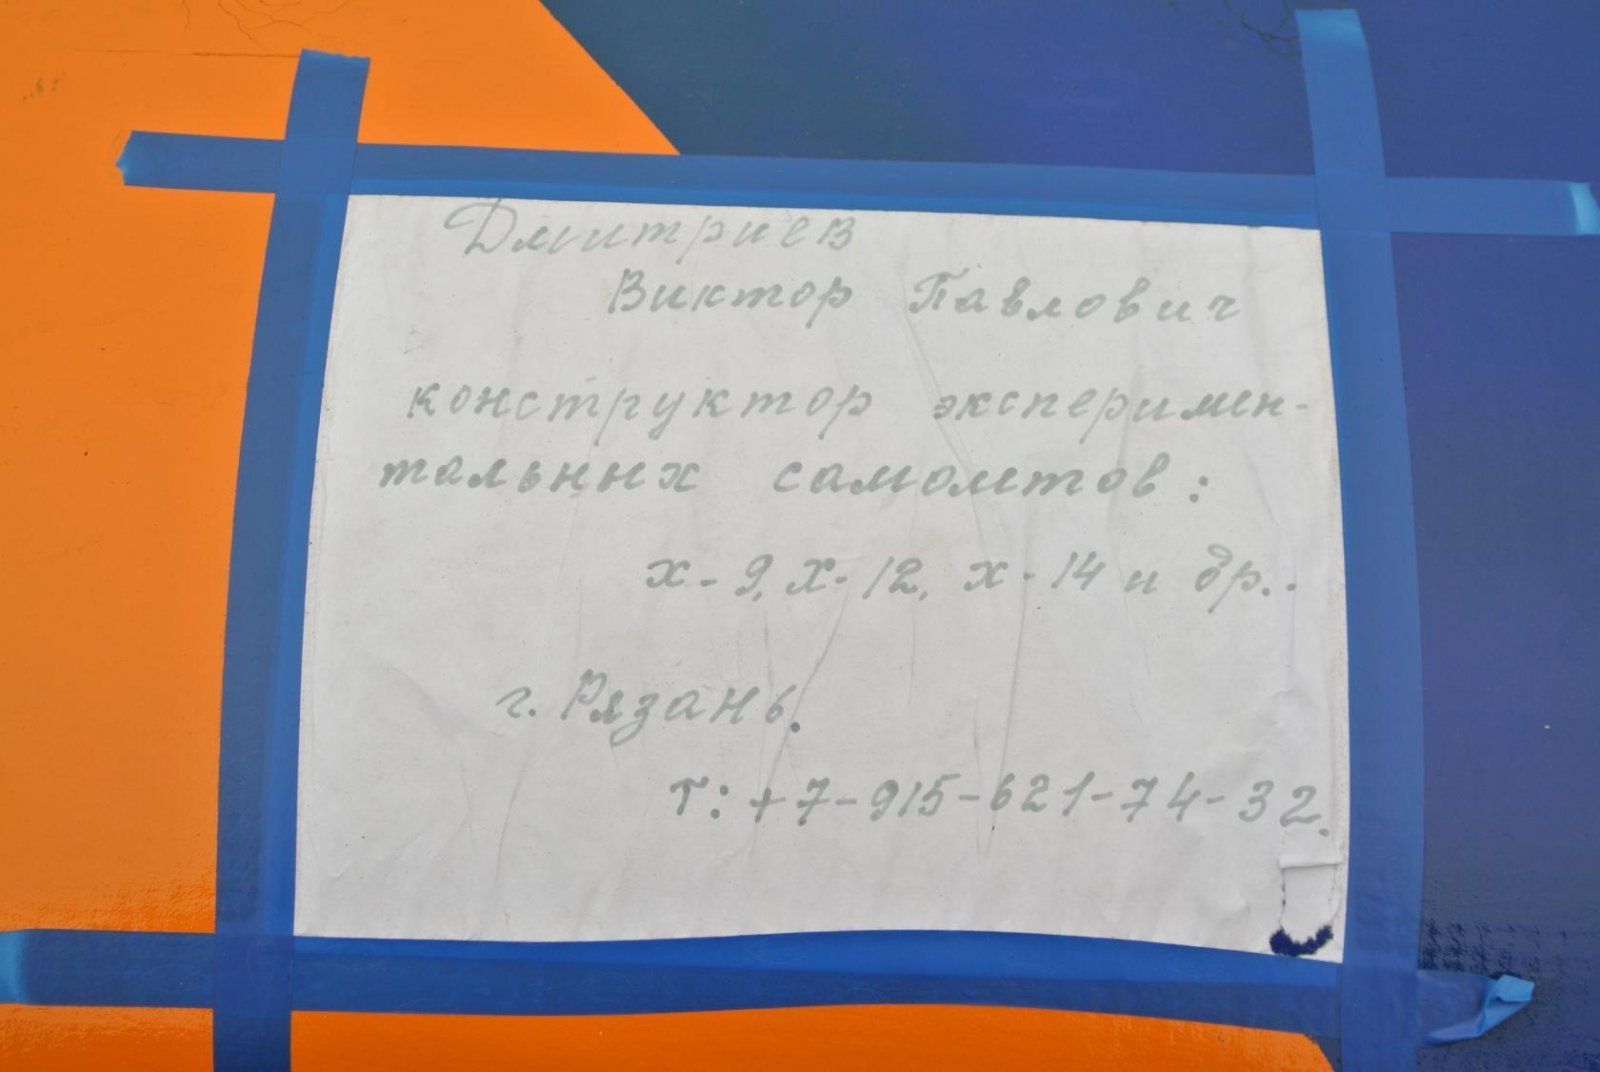 Дмитриев
Виктор Павлович
конструктор эксперимен-
тальных самолетов:
х-9, х-12, х-14 и др..
г. Рязань.
т: +7-915-621-74-32.